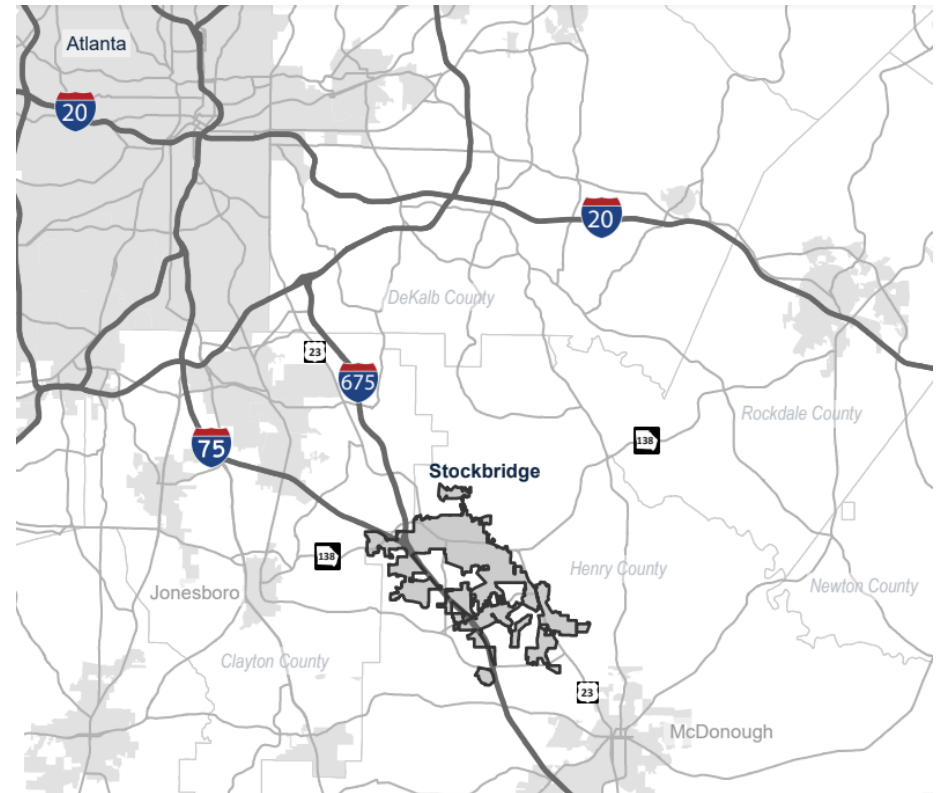 Atlanta
20
20
DeKalb County
23
675
Rockdale County
138
75
Stockbridge
138
Henry County
Newton County
Jonesboro
Clayton County
23
McDonough